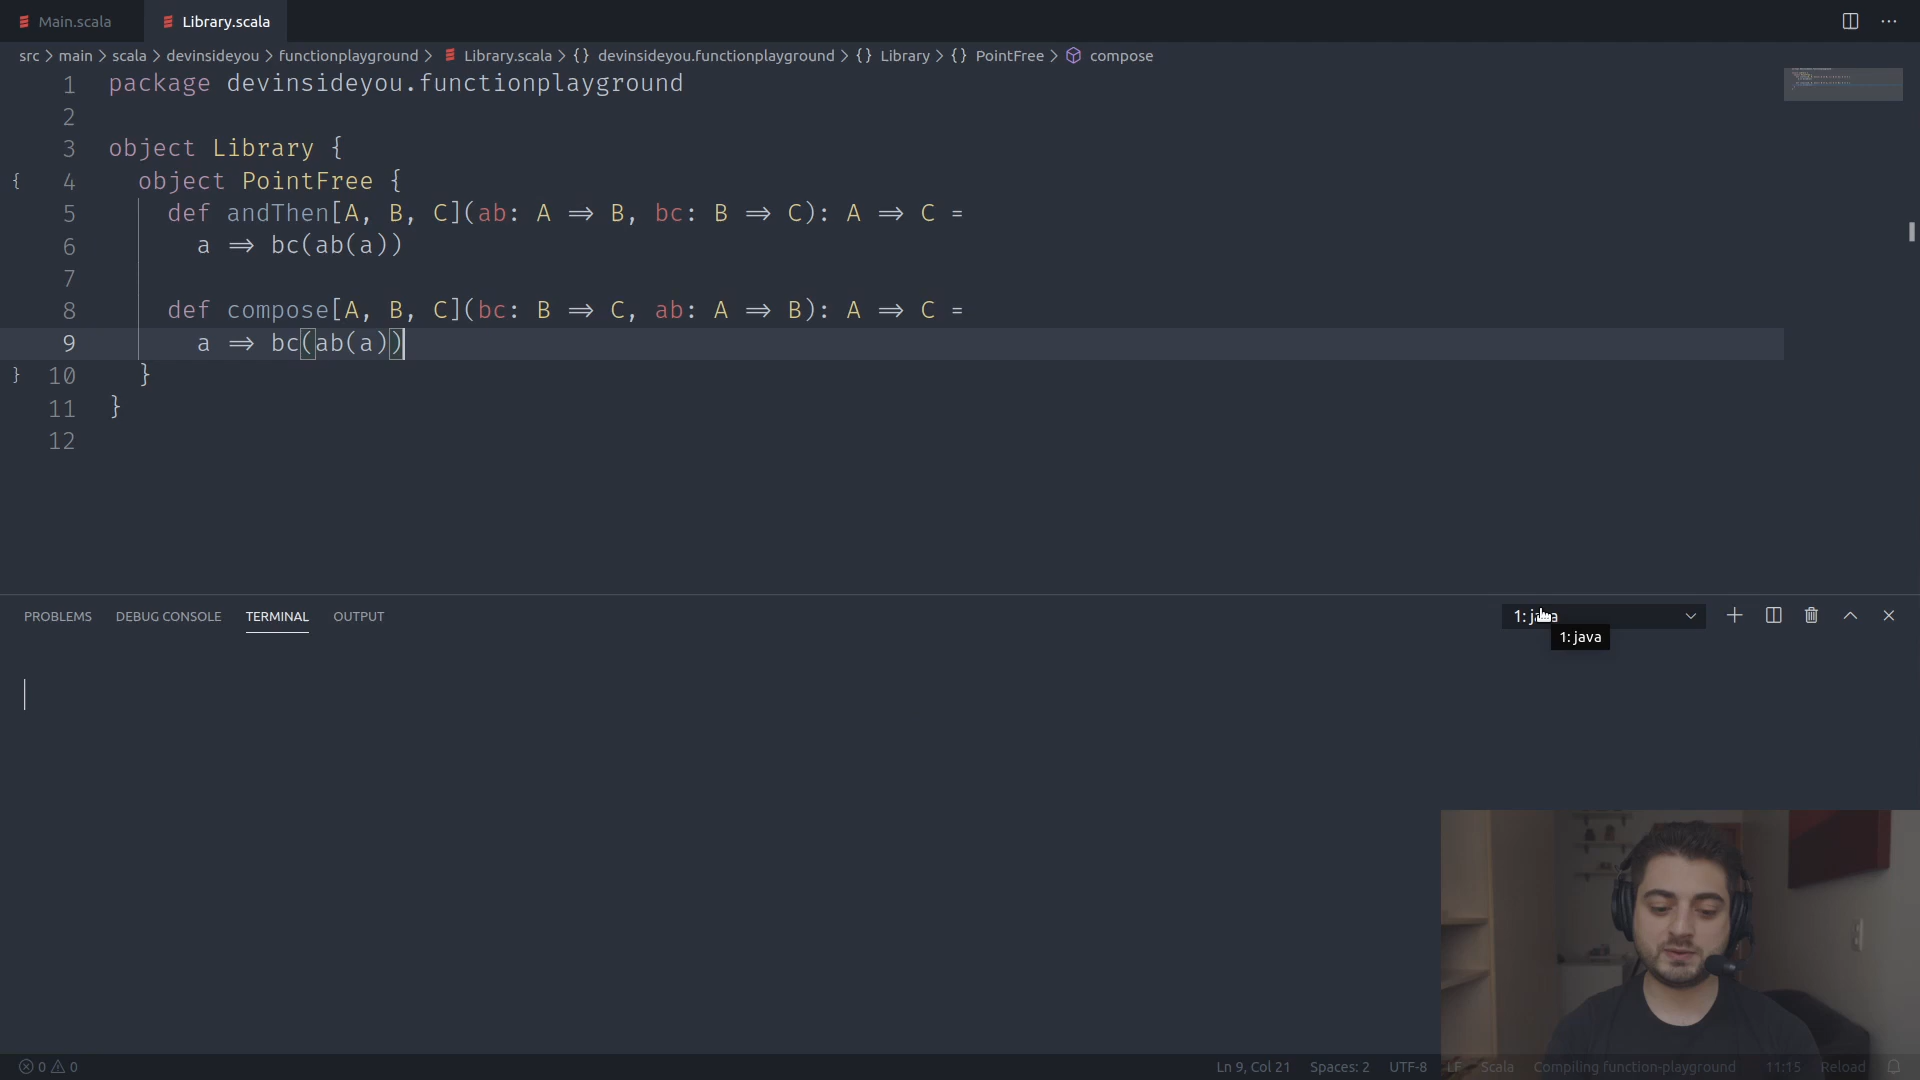 Main.scala
Library.scala
src > main > scala > devinsideyou > functionplayground > Library.scala > {} devinsideyou.functionplayground > {} Library > {} PointFree > compose
1 package devinsideyou.functionplayground
2
3 object Library {
{ 4 object PointFree {
5 def andThen[A, B, C](ab: A => B, bc: B => C): A => C =
6 a => bc(ab(a))
7
8 def compose[A, B, C](bc: B => C, ab: A => B): A => C =
9 a => bc(ab(a))
} 10 }
11 }
12
PROBLEMS DEBUG CONSOLE TERMINAL OUTPUT
1: java
1: java
0 0 Ln 9, Col 21 Spaces: 2 UTF-8 LF Scala Compiling function-playground 11:15 Reload